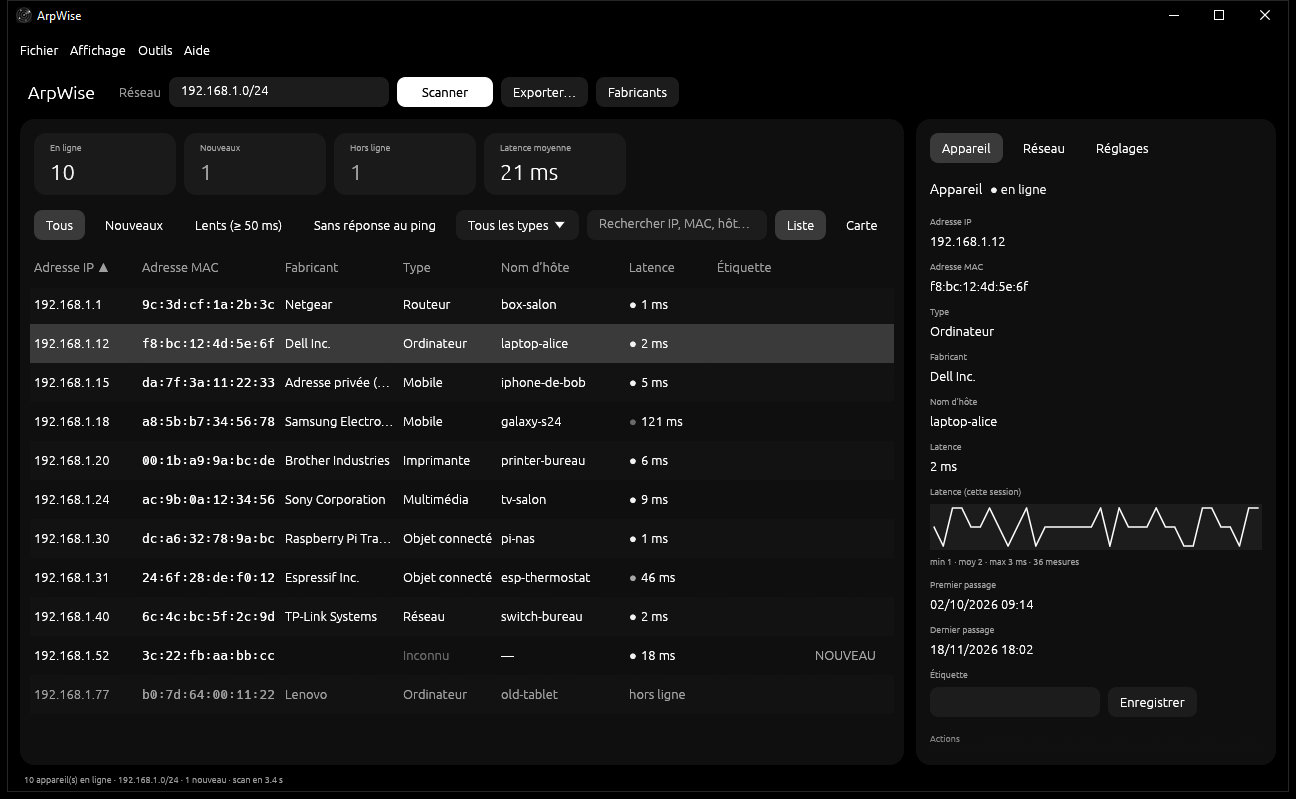 ArpWise
Fichier Affichage Outils Aide
ArpWise Réseau 192.168.1.0/24 Scanner Exporter… Fabricants
En ligne
10
Nouveaux
1
Hors ligne
1
Latence moyenne
21 ms
Tous Nouveaux Lents (≥ 50 ms) Sans réponse au ping Tous les types ▼ Rechercher IP, MAC, hôt… Liste Carte
Adresse IP ▲ Adresse MAC Fabricant Type Nom d’hôte Latence Étiquette
192.168.1.1 9c:3d:cf:1a:2b:3c Netgear Routeur box-salon ● 1 ms
192.168.1.12 f8:bc:12:4d:5e:6f Dell Inc. Ordinateur laptop-alice ● 2 ms
192.168.1.15 da:7f:3a:11:22:33 Adresse privée (… Mobile iphone-de-bob ● 5 ms
192.168.1.18 a8:5b:b7:34:56:78 Samsung Electro… Mobile galaxy-s24 ● 121 ms
192.168.1.20 00:1b:a9:9a:bc:de Brother Industries Imprimante printer-bureau ● 6 ms
192.168.1.24 ac:9b:0a:12:34:56 Sony Corporation Multimédia tv-salon ● 9 ms
192.168.1.30 dc:a6:32:78:9a:bc Raspberry Pi Tra… Objet connecté pi-nas ● 1 ms
192.168.1.31 24:6f:28:de:f0:12 Espressif Inc. Objet connecté esp-thermostat ● 46 ms
192.168.1.40 6c:4c:bc:5f:2c:9d TP-Link Systems Réseau switch-bureau ● 2 ms
192.168.1.52 3c:22:fb:aa:bb:cc Inconnu — ● 18 ms NOUVEAU
192.168.1.77 b0:7d:64:00:11:22 Lenovo Ordinateur old-tablet hors ligne
Appareil Réseau Réglages
Appareil ● en ligne
Adresse IP
192.168.1.12
Adresse MAC
f8:bc:12:4d:5e:6f
Type
Ordinateur
Fabricant
Dell Inc.
Nom d’hôte
laptop-alice
Latence
2 ms
Latence (cette session)
min 1 · moy 2 · max 3 ms · 36 mesures
Premier passage
02/10/2026 09:14
Dernier passage
18/11/2026 18:02
Étiquette
Enregistrer
Actions
10 appareil(s) en ligne · 192.168.1.0/24 · 1 nouveau · scan en 3.4 s